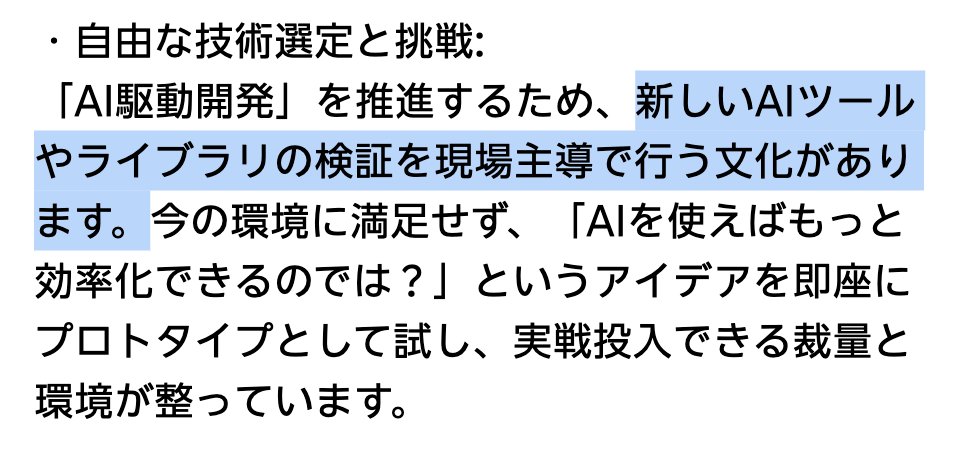 ・自由な技術選定と挑戦:
「AI駆動開発」を推進するため、新しいAIツール
やライブラリの検証を現場主導で行う文化があり
ます。今の環境に満足せず、「AIを使えばもっと
効率化できるのでは？」というアイデアを即座に
プロトタイプとして試し、実戦投入できる裁量と
環境が整っています。